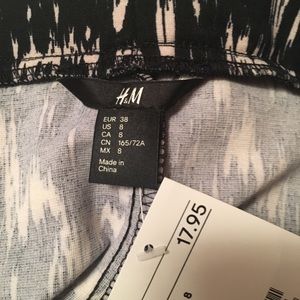 H&M
EUR 38
US 8
CA 8
CN 165/72A
MX 8
Made in
China
17.95
8